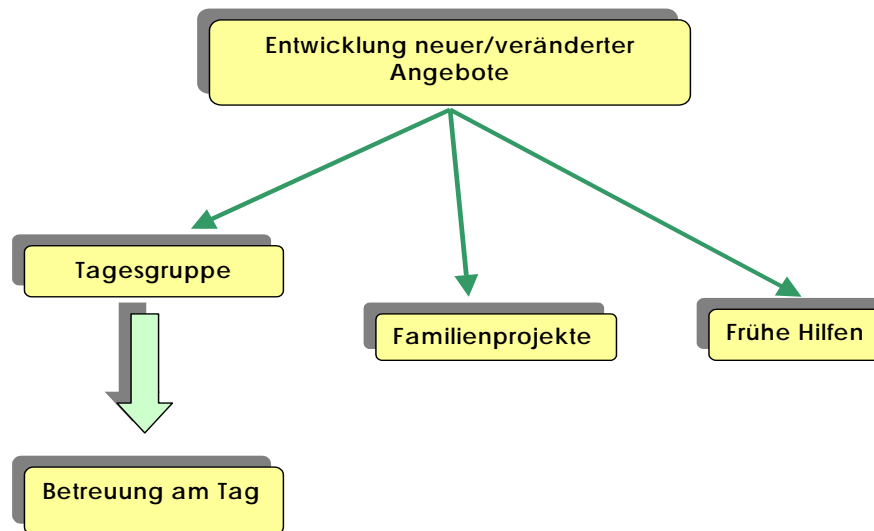 Entwicklung neuer/veränderter
Angebote
Tagesgruppe
Familienprojekte
Frühe Hilfen
Betreuung am Tag